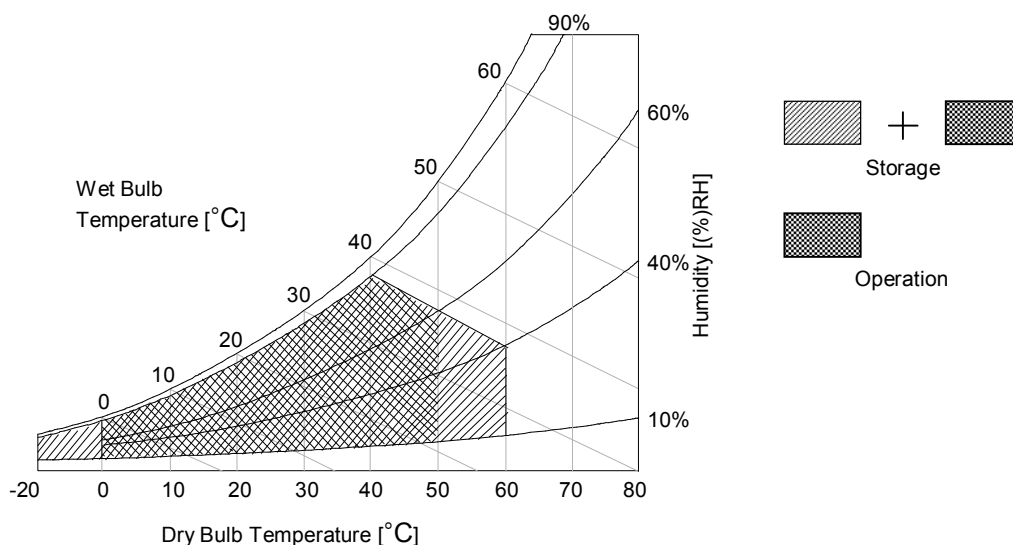 90%
60
60%
50
Wet Bulb
Temperature [°C]
Storage
40
40%
Humidity [(%)RH]
Operation
30
20
10
0
10%
-20 0 10 20 30 40 50 60 70 80
Dry Bulb Temperature [°C]